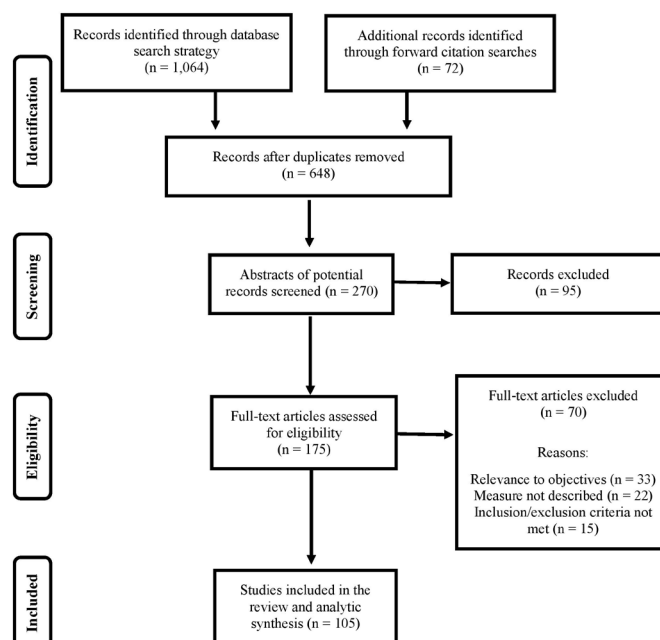 Records identified through database
search strategy
(n = 1,064)
Additional records identified
through forward citation searches
(n = 72)
Identification
Records after duplicates removed
(n = 648)
Screening
Abstracts of potential
records screened (n = 270)
Records excluded
(n = 95)
Eligibility
Full-text articles assessed
for eligibility
(n = 175)
Full-text articles excluded
(n = 70)
Reasons:
Relevance to objectives (n = 33)
Measure not described (n = 22)
Inclusion/exclusion criteria not
met (n = 15)
Included
Studies included in the
review and analytic
synthesis (n = 105)